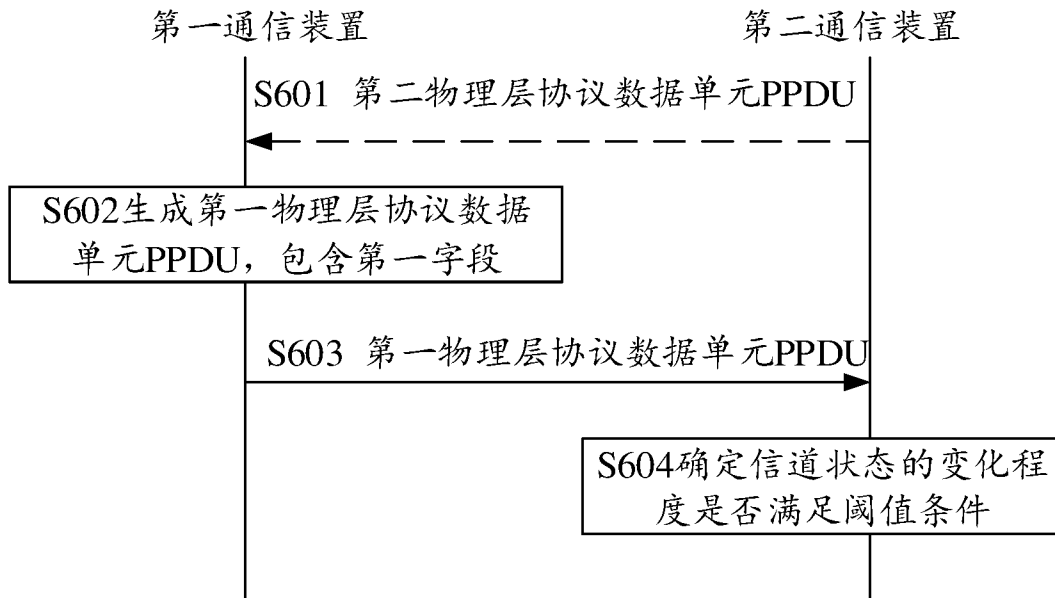 第一通信装置
第二通信装置
S601 第二物理层协议数据单元PPDU
S602生成第一物理层协议数据
单元PPDU，包含第一字段
S603 第一物理层协议数据单元PPDU
S604确定信道状态的变化程
度是否满足阈值条件